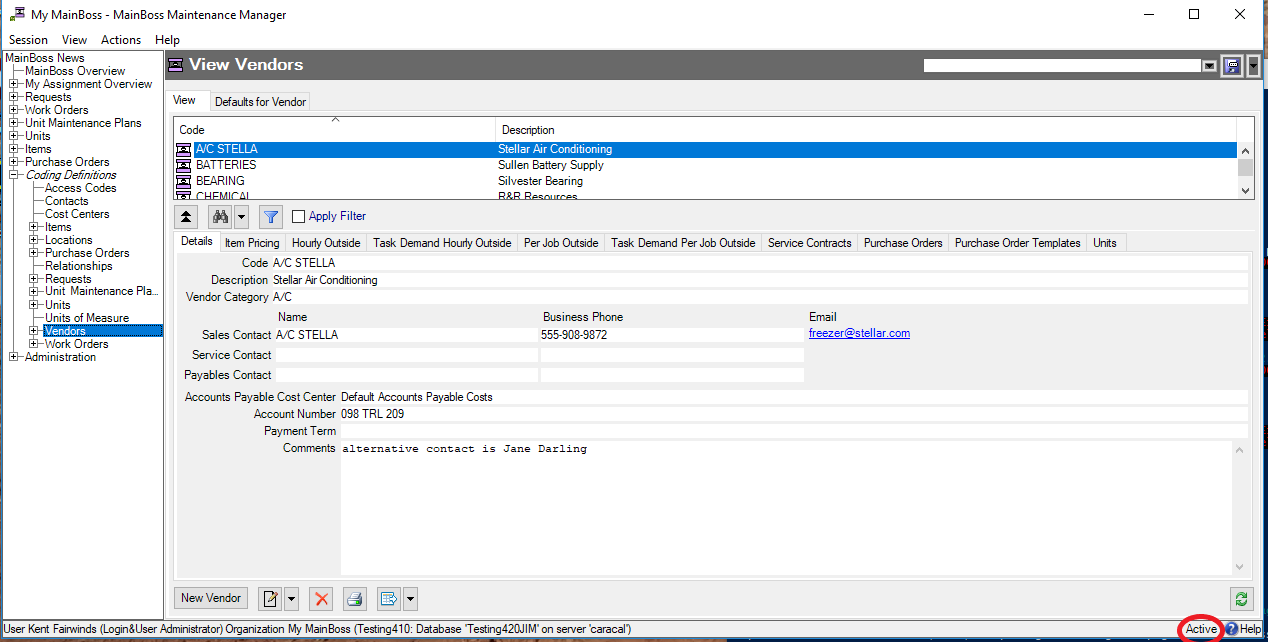 My MainBoss - MainBoss Maintenance Manager
Session View Actions Help
MainBoss News
MainBoss Overview
My Assignment Overview
Requests
Work Orders
Unit Maintenance Plans
Units
Items
Purchase Orders
Coding Definitions
Access Codes
Contacts
Cost Centers
Items
Locations
Purchase Orders
Relationships
Requests
Unit Maintenance Pla...
Units
Units of Measure
Vendors
Work Orders
Administration
View Vendors
View Defaults for Vendor
Code Description
A/C STELLA Stellar Air Conditioning
BATTERIES Sullen Battery Supply
BEARING Silvester Bearing
CHEMICAL R&R Resources
Apply Filter
Details Item Pricing Hourly Outside Task Demand Hourly Outside Per Job Outside Task Demand Per Job Outside Service Contracts Purchase Orders Purchase Order Templates Units
Code A/C STELLA
Description Stellar Air Conditioning
Vendor Category A/C
Name Business Phone Email
Sales Contact A/C STELLA 555-908-9872 freezer@stellar.com
Service Contact
Payables Contact
Accounts Payable Cost Center Default Accounts Payable Costs
Account Number 098 TRL 209
Payment Term
Comments alternative contact is Jane Darling
New Vendor
User Kent Fairwinds (Login&User Administrator) Organization My MainBoss (Testing410: Database 'Testing420JIM' on server 'caracal') Active Help